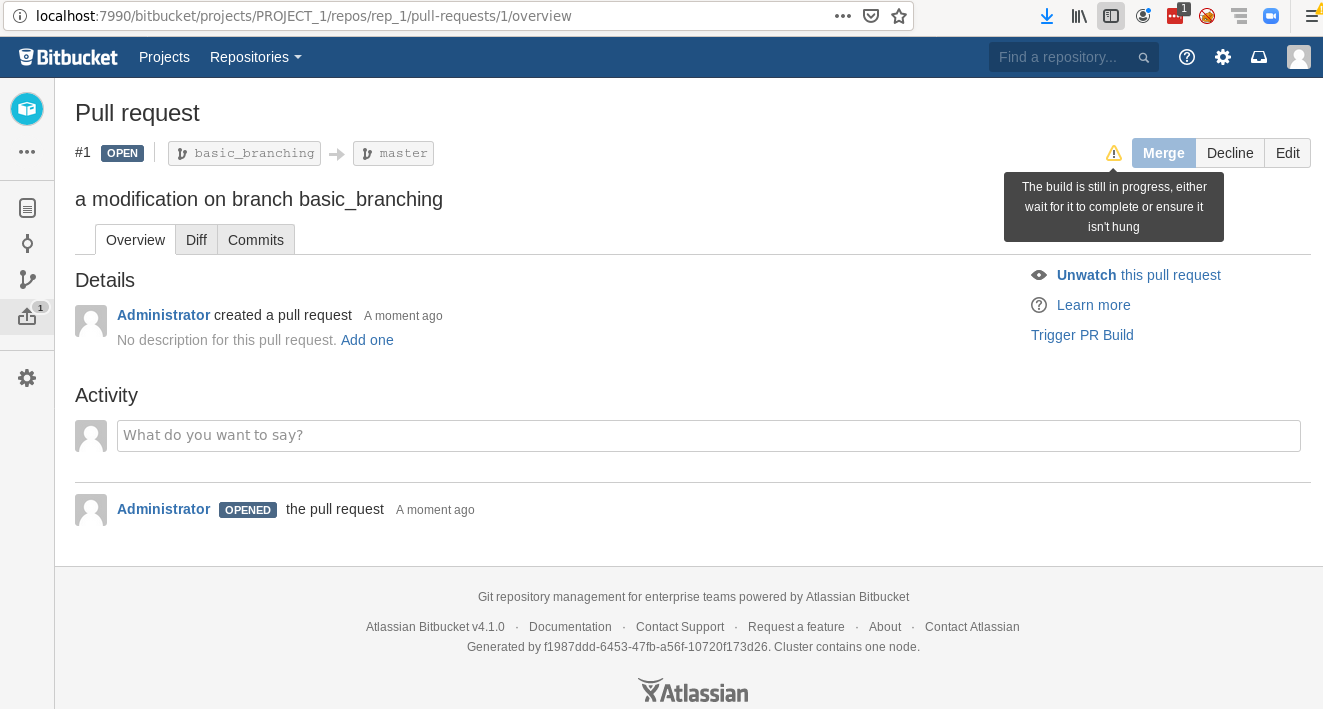 localhost:7990/bitbucket/projects/PROJECT_1/repos/rep_1/pull-requests/1/overview
1
Bitbucket Projects Repositories Find a repository...
Pull request
#1 OPEN basic_branching master Merge Decline Edit
The build is still in progress, either
wait for it to complete or ensure it
isn't hung
a modification on branch basic_branching
Overview Diff Commits
Details
Unwatch this pull request
1
Administrator created a pull request A moment ago
Learn more
No description for this pull request. Add one
Trigger PR Build
Activity
What do you want to say?
Administrator OPENED the pull request A moment ago
Git repository management for enterprise teams powered by Atlassian Bitbucket
Atlassian Bitbucket v4.1.0 · Documentation · Contact Support · Request a feature · About · Contact Atlassian
Generated by f1987ddd-6453-47fb-a56f-10720f173d26. Cluster contains one node.
Atlassian